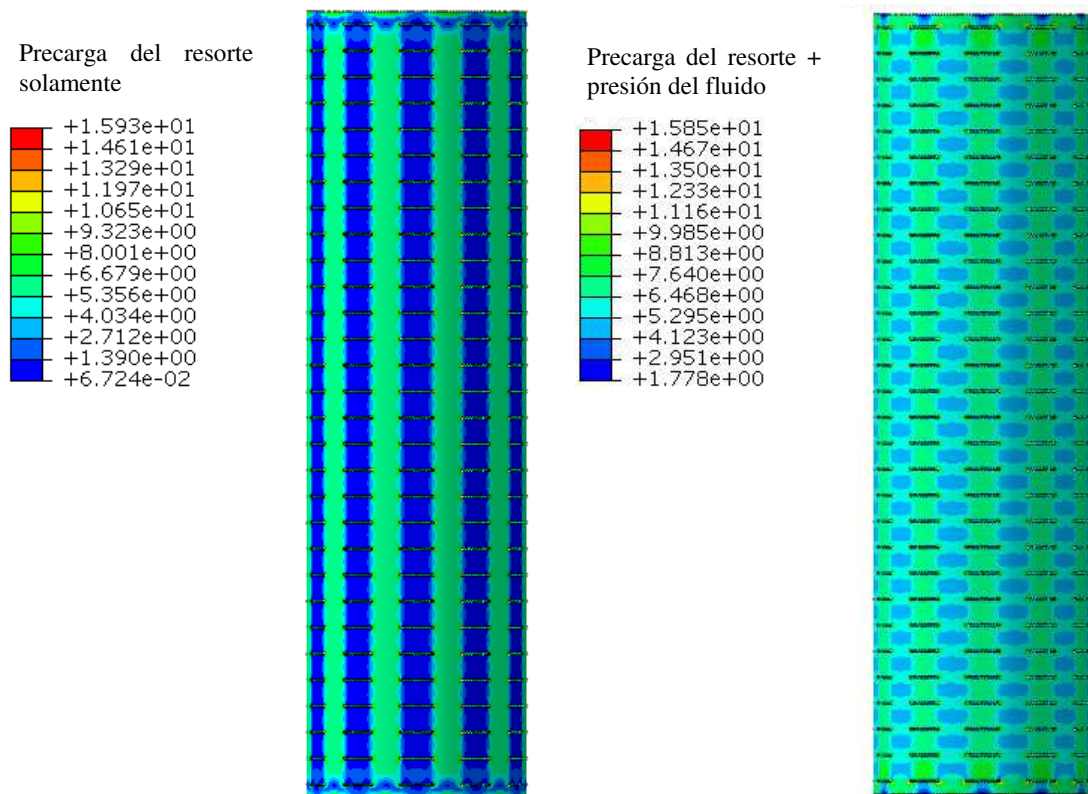 Precarga del resorte
solamente
+1.593e+01
+1.461e+01
+1.329e+01
+1.197e+01
+1.065e+01
+9.323e+00
+8.001e+00
+6.679e+00
+5.356e+00
+4.034e+00
+2.712e+00
+1.390e+00
+6.724e-02
Precarga del resorte +
presión del fluido
+1.585e+01
+1.467e+01
+1.350e+01
+1.233e+01
+1.116e+01
+9.985e+00
+8.813e+00
+7.640e+00
+6.468e+00
+5.295e+00
+4.123e+00
+2.951e+00
+1.778e+00